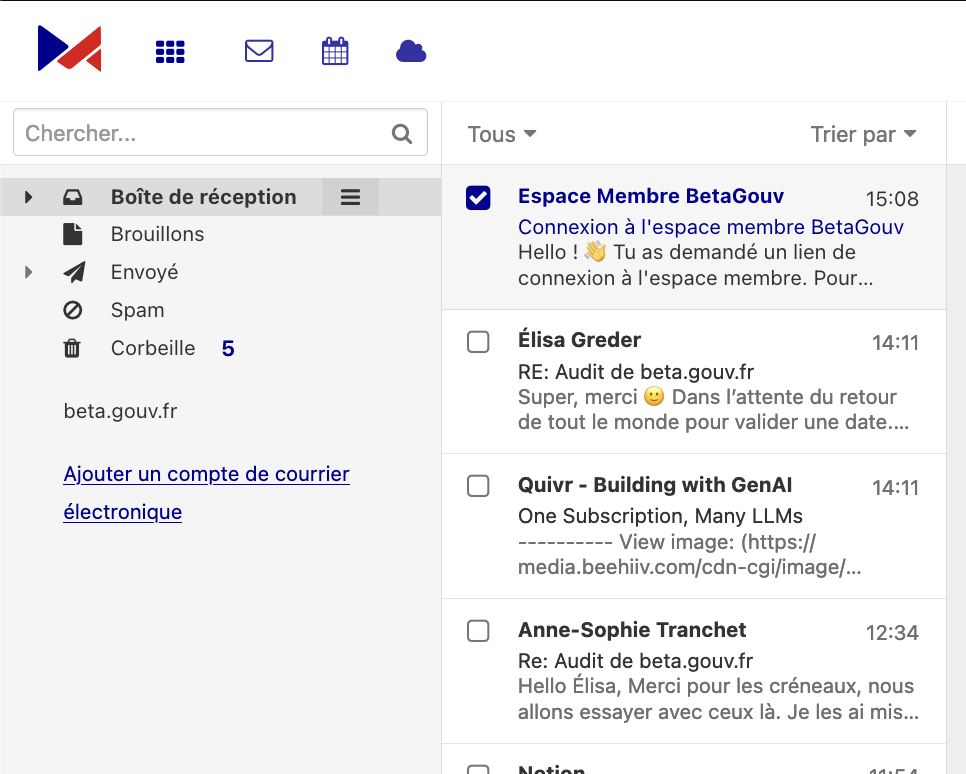 Chercher...
Tous
Trier par
Boîte de réception
Brouillons
Envoyé
Spam
Corbeille 5
beta.gouv.fr
Ajouter un compte de courrier
électronique
Espace Membre BetaGouv 15:08
Connexion à l'espace membre BetaGouv
Hello ! 👋 Tu as demandé un lien de
connexion à l'espace membre. Pour...
Élisa Greder 14:11
RE: Audit de beta.gouv.fr
Super, merci 🙂 Dans l’attente du retour
de tout le monde pour valider une date....
Quivr - Building with GenAI 14:11
One Subscription, Many LLMs
---------- View image: (https://
media.beehiiv.com/cdn-cgi/image/...
Anne-Sophie Tranchet 12:34
Re: Audit de beta.gouv.fr
Hello Élisa, Merci pour les créneaux, nous
allons essayer avec ceux là. Je les ai mis...
Notion 11:54